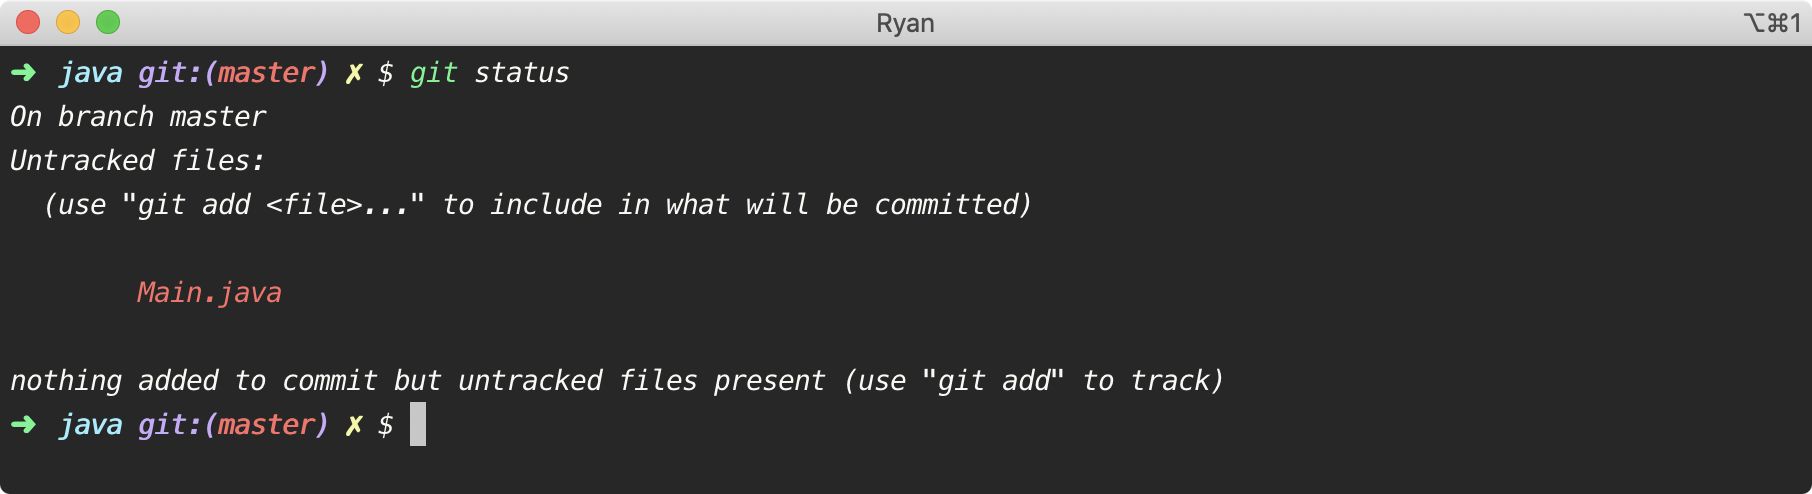 Ryan ⌥⌘1
➜ java git:(master) ✗ $ git status
On branch master
Untracked files:
  (use "git add <file>..." to include in what will be committed)

        Main.java

nothing added to commit but untracked files present (use "git add" to track)
➜ java git:(master) ✗ $